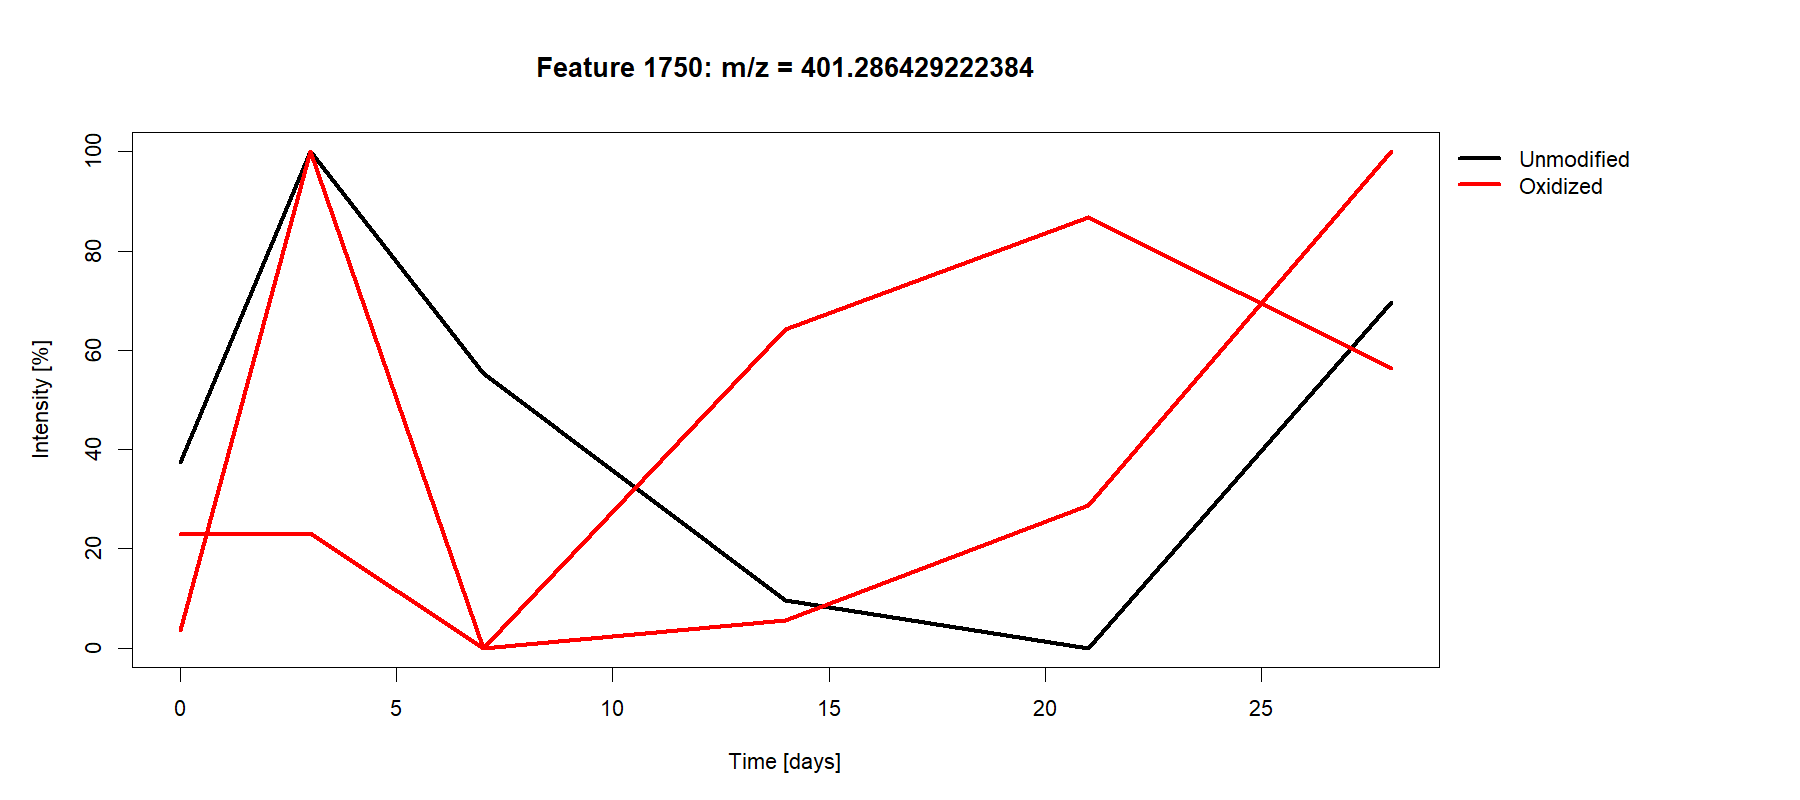 Feature 1750: m/z = 401.286429222384
Unmodified
Oxidized
Intensity [%]
100
80
60
40
20
0
0 5 10 15 20 25
Time [days]